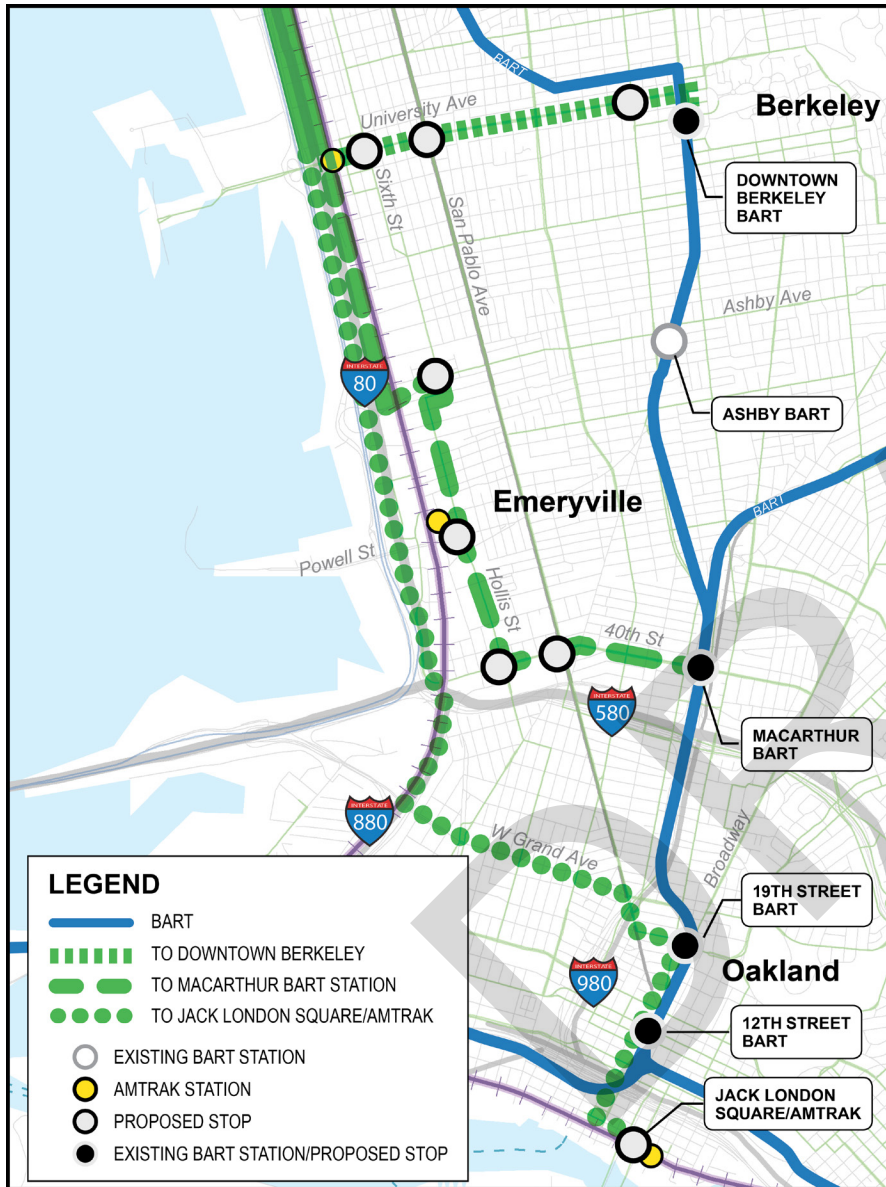 BART
University Ave
Berkeley
DOWNTOWN
BERKELEY
BART
Sixth St
San Pablo Ave
Ashby Ave
INTERSTATE
80
ASHBY BART
Emeryville
BART
Powell St
Hollis St
40th St
INTERSTATE
580
MACARTHUR
BART
INTERSTATE
880
W Grand Ave
Broadway
19TH STREET
BART
Oakland
INTERSTATE
980
12TH STREET
BART
JACK LONDON
SQUARE/AMTRAK
LEGEND
BART
TO DOWNTOWN BERKELEY
TO MACARTHUR BART STATION
TO JACK LONDON SQUARE/AMTRAK
EXISTING BART STATION
AMTRAK STATION
PROPOSED STOP
EXISTING BART STATION/PROPOSED STOP